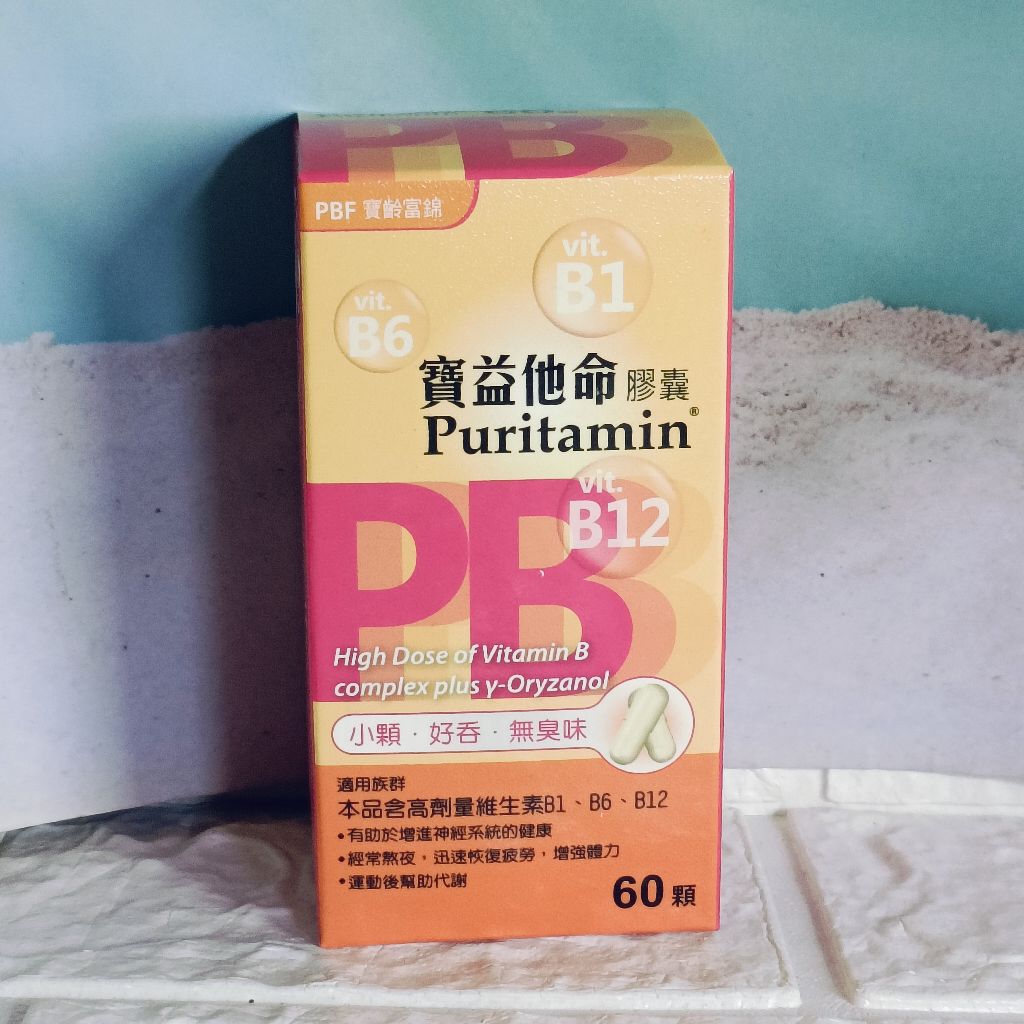 PB
PBF 寶齡富錦
vit.
B1
vit.
B6
寶益他命膠囊
Puritamin®
PB
vit.
B12
High Dose of Vitamin B
complex plus γ-Oryzanol
小顆·好吞·無臭味
適用族群
本品含高劑量維生素B1、B6、B12
•有助於增進神經系統的健康
•經常熬夜，迅速恢復疲勞，增強體力
•運動後幫助代謝
60顆